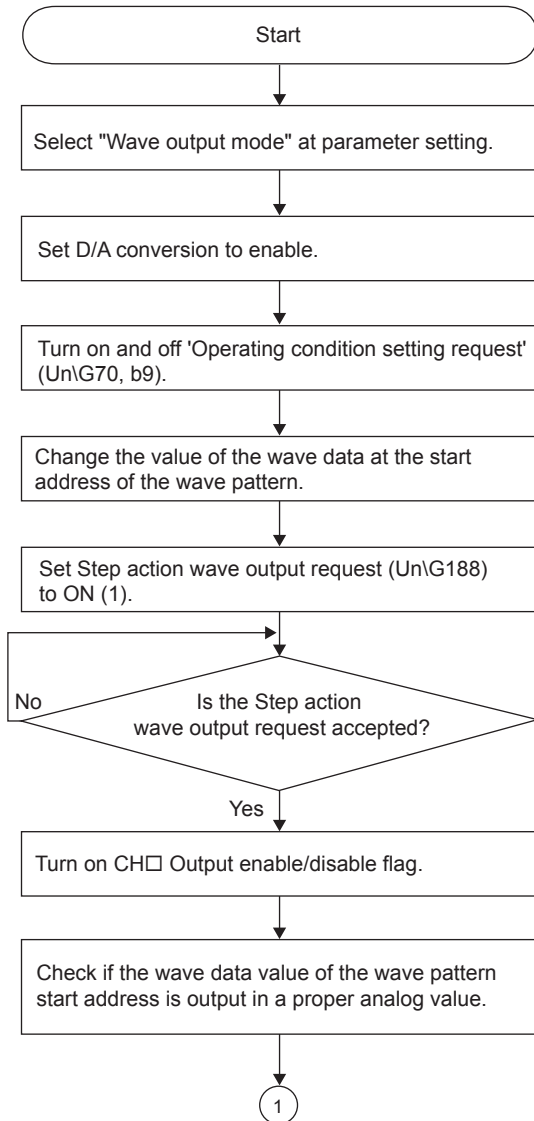 Start
Select "Wave output mode" at parameter setting.
Set D/A conversion to enable.
Turn on and off 'Operating condition setting request'
(Un\G70, b9).
Change the value of the wave data at the start
address of the wave pattern.
Set Step action wave output request (Un\G188)
to ON (1).
No
Is the Step action
wave output request accepted?
Yes
Turn on CH□ Output enable/disable flag.
Check if the wave data value of the wave pattern
start address is output in a proper analog value.
1